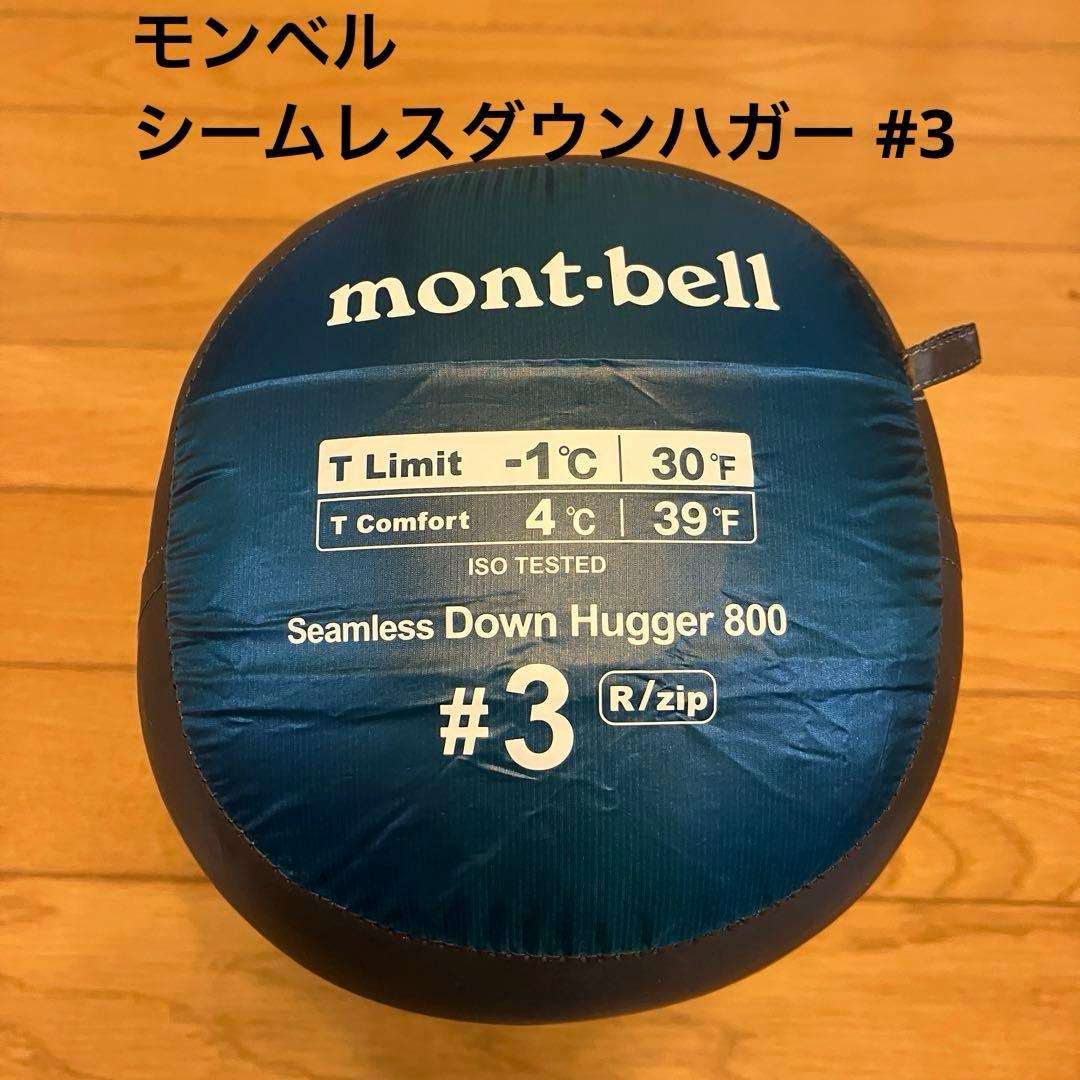 モンベル
シームレスダウンハガー #3
mont·bell
T Limit -1℃ | 30°F
T Comfort 4℃ | 39°F
ISO TESTED
Seamless Down Hugger 800
#3 R/zip